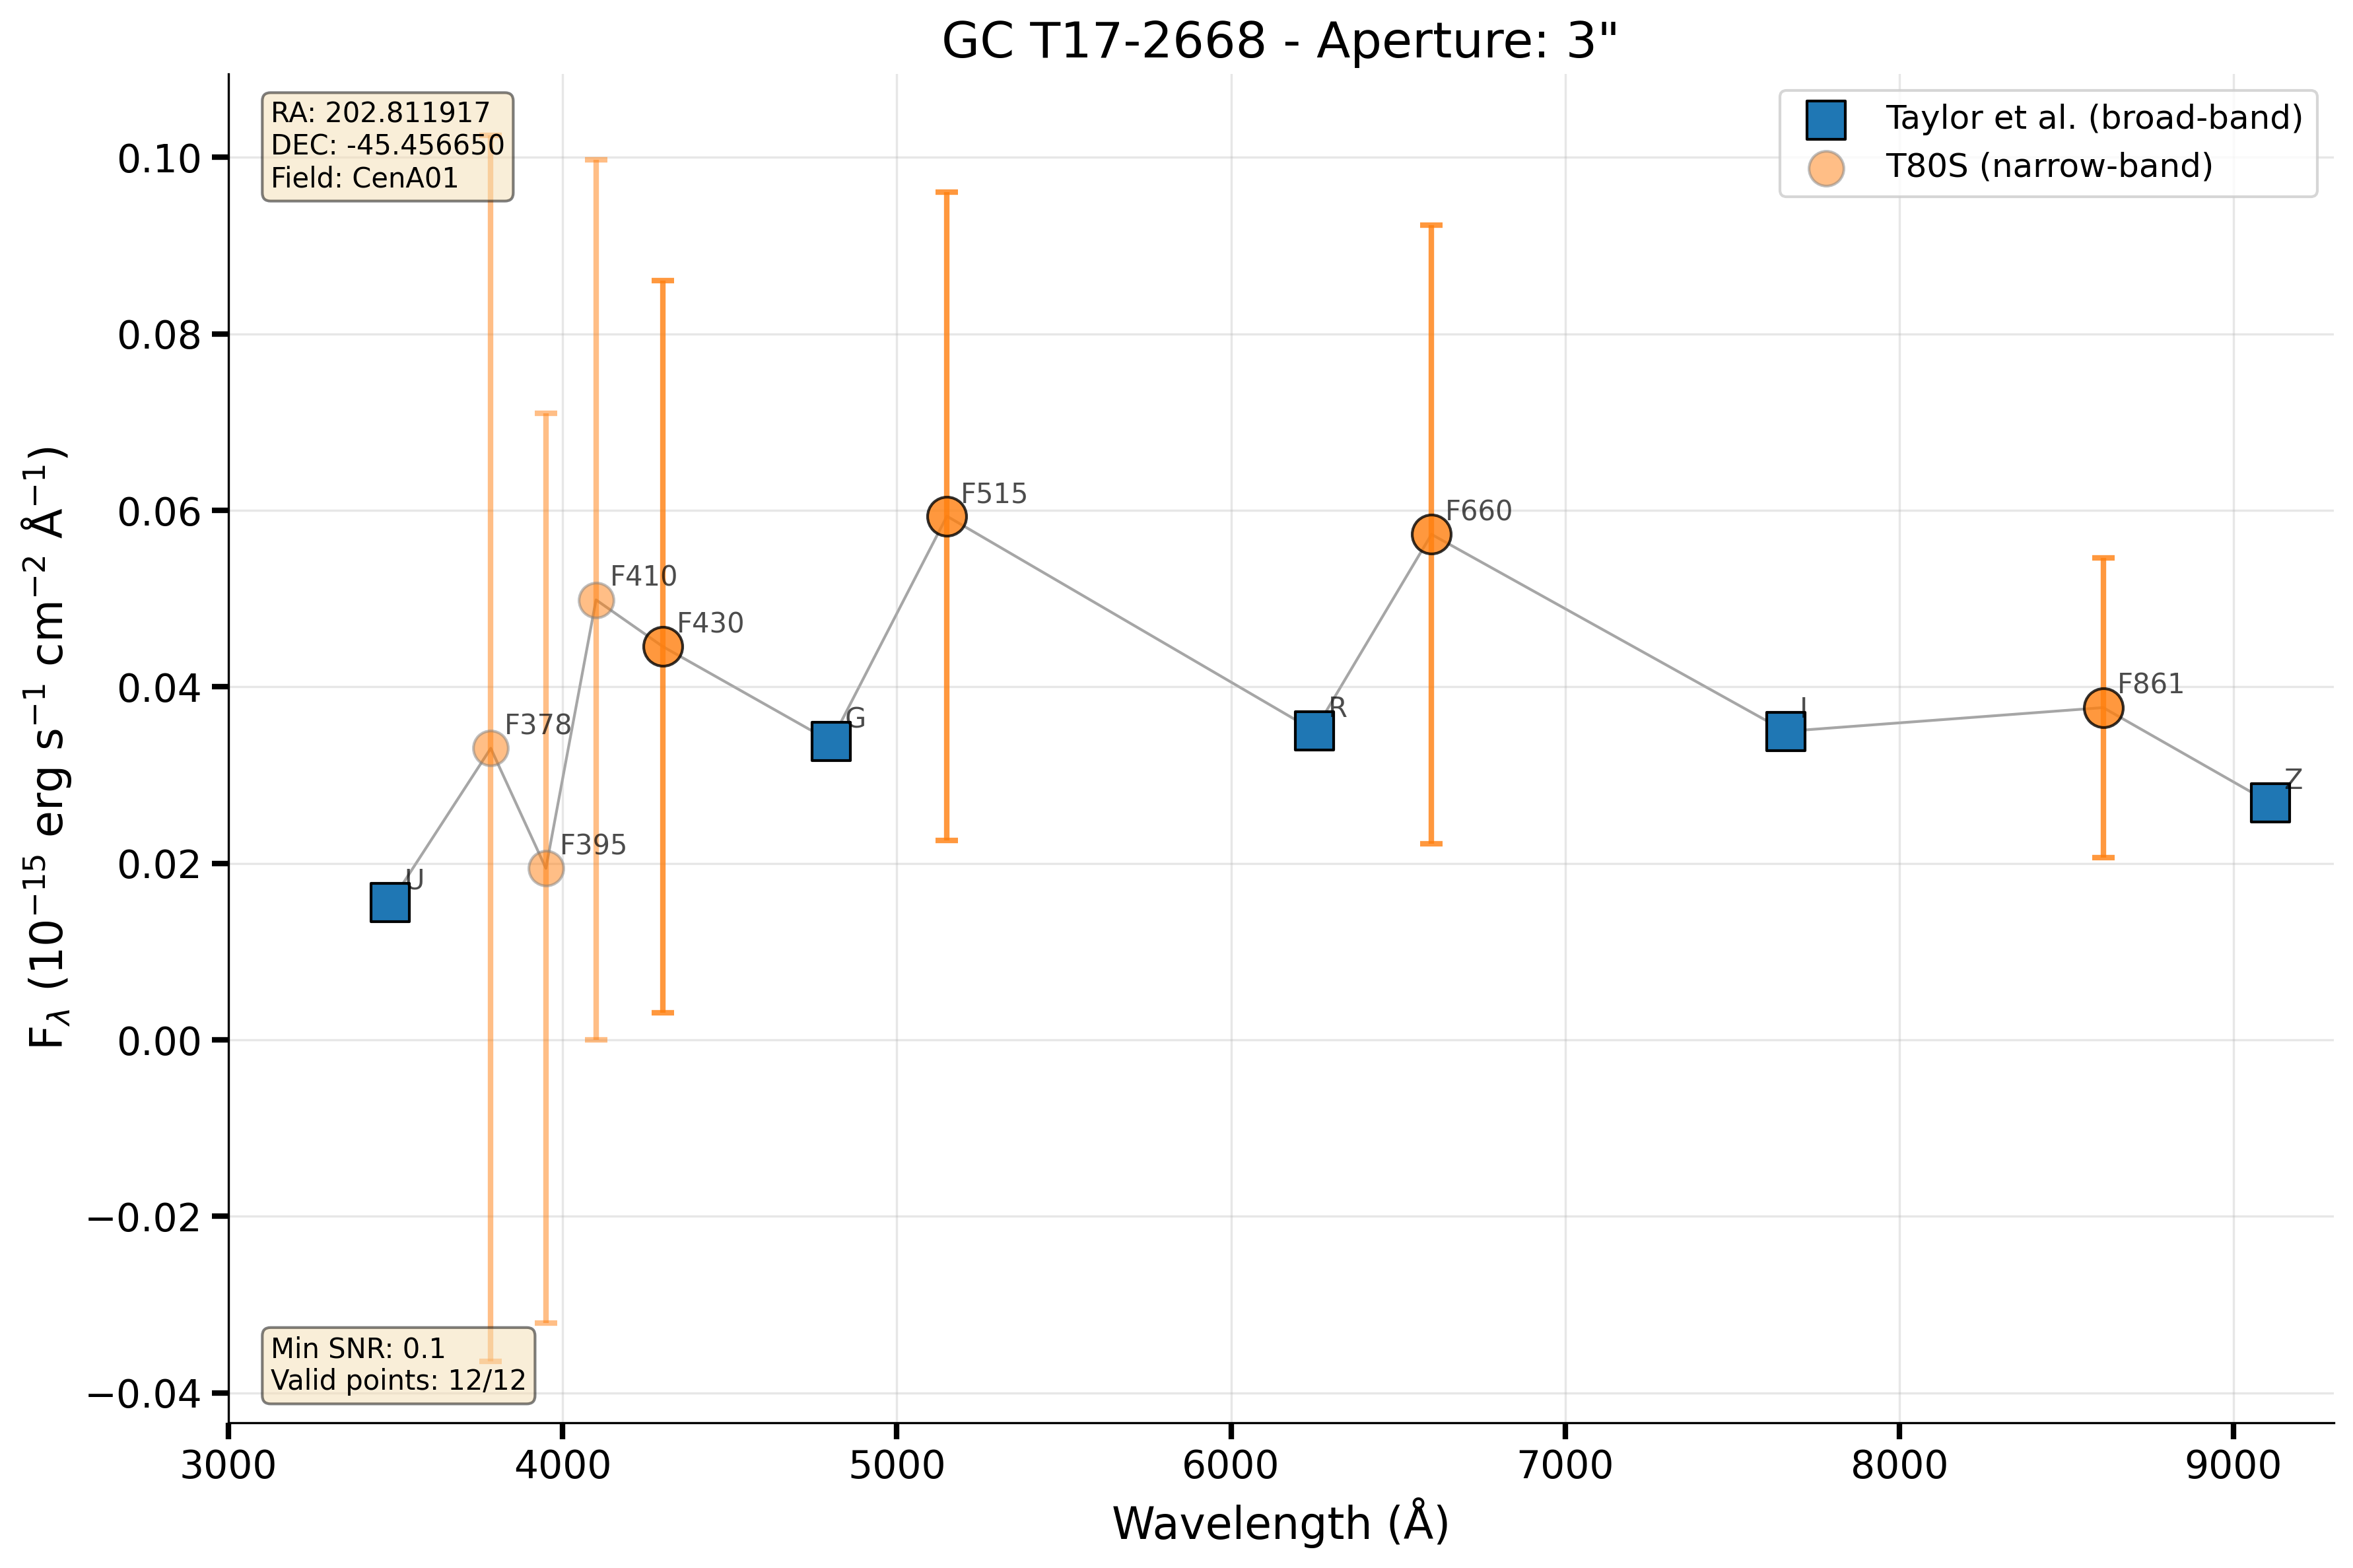 GC T17-2668 - Aperture: 3"
RA: 202.811917
DEC: -45.456650
Field: CenA01
Taylor et al. (broad-band)
T80S (narrow-band)
0.10
0.08
0.06
0.04
0.02
0.00
−0.02
−0.04
F_λ (10⁻¹⁵ erg s⁻¹ cm⁻² Å⁻¹)
U
F378
F395
F410
F430
G
F515
R
F660
I
F861
Z
Min SNR: 0.1
Valid points: 12/12
3000 4000 5000 6000 7000 8000 9000
Wavelength (Å)